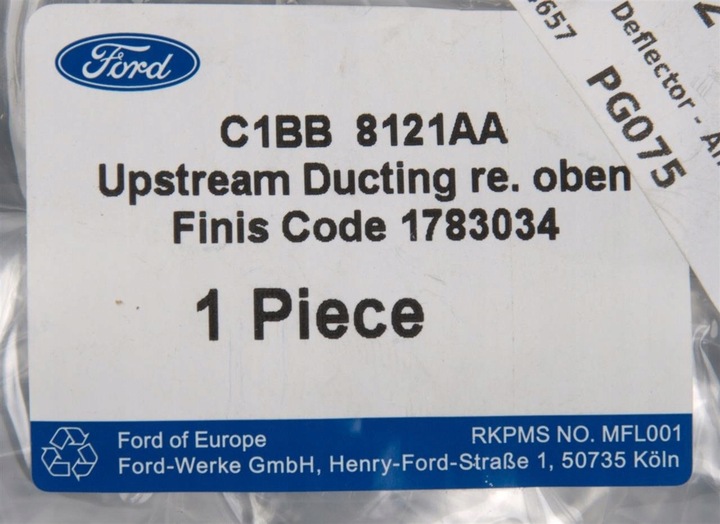 Ford
C1BB 8121AA
Upstream Ducting re. oben
Finis Code 1783034
1 Piece
Ford of Europe
RKPMS NO. MFL001
Ford-Werke GmbH, Henry-Ford-Straße 1, 50735 Köln
Deflector -
PG075